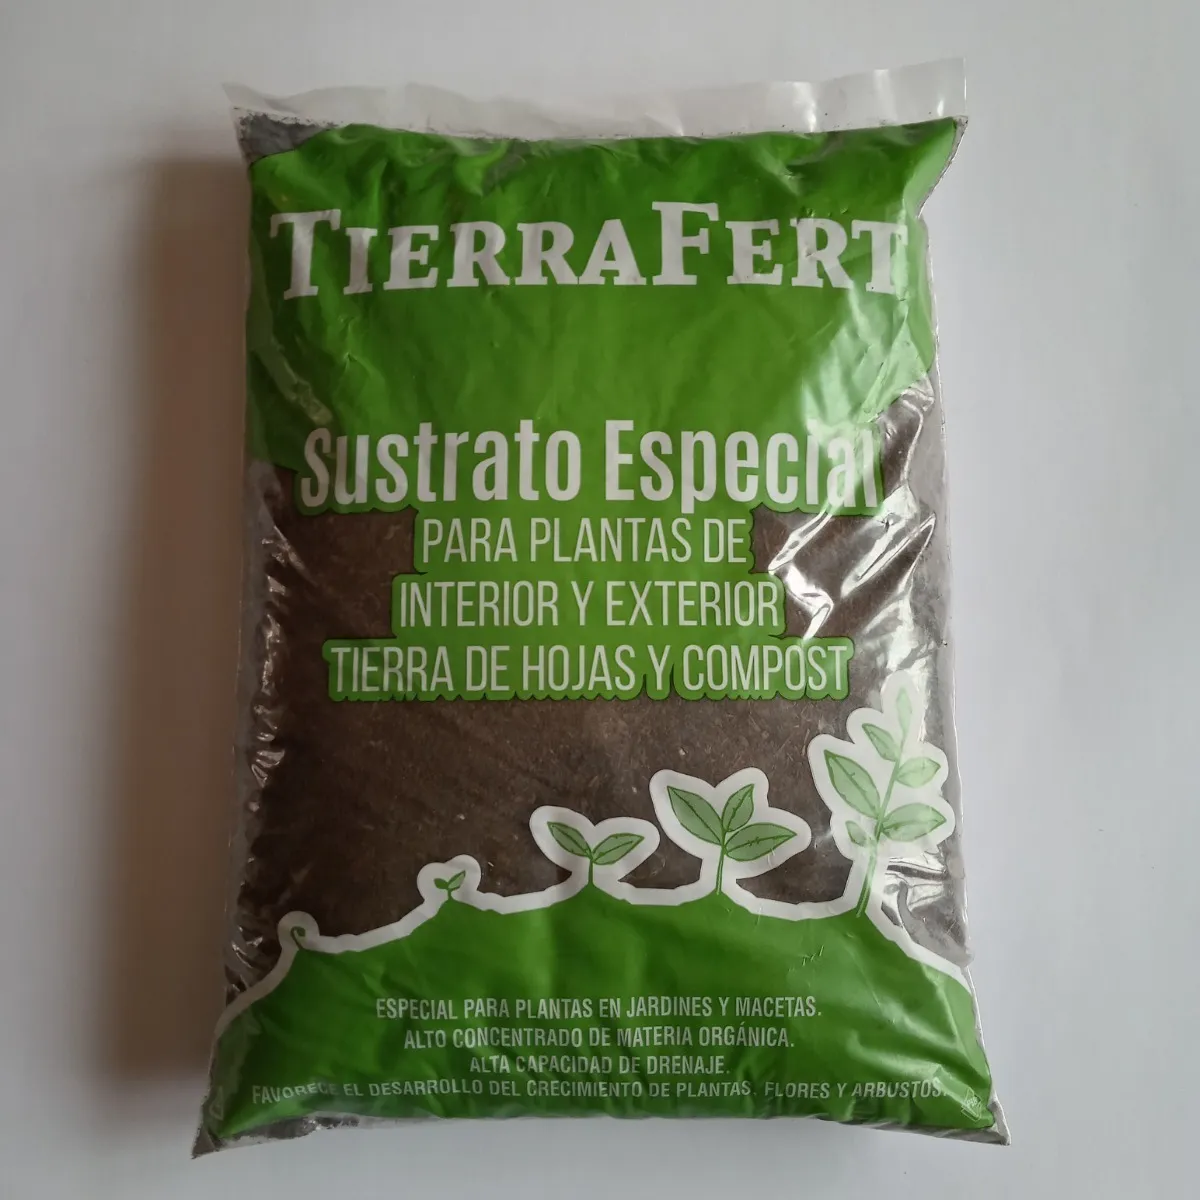 TIERRAFERT
Sustrato Especial
PARA PLANTAS DE
INTERIOR Y EXTERIOR
TIERRA DE HOJAS Y COMPOST
ESPECIAL PARA PLANTAS EN JARDINES Y MACETAS.
ALTO CONCENTRADO DE MATERIA ORGÁNICA.
ALTA CAPACIDAD DE DRENAJE.
FAVORECE EL DESARROLLO DEL CRECIMIENTO DE PLANTAS, FLORES Y ARBUSTOS.